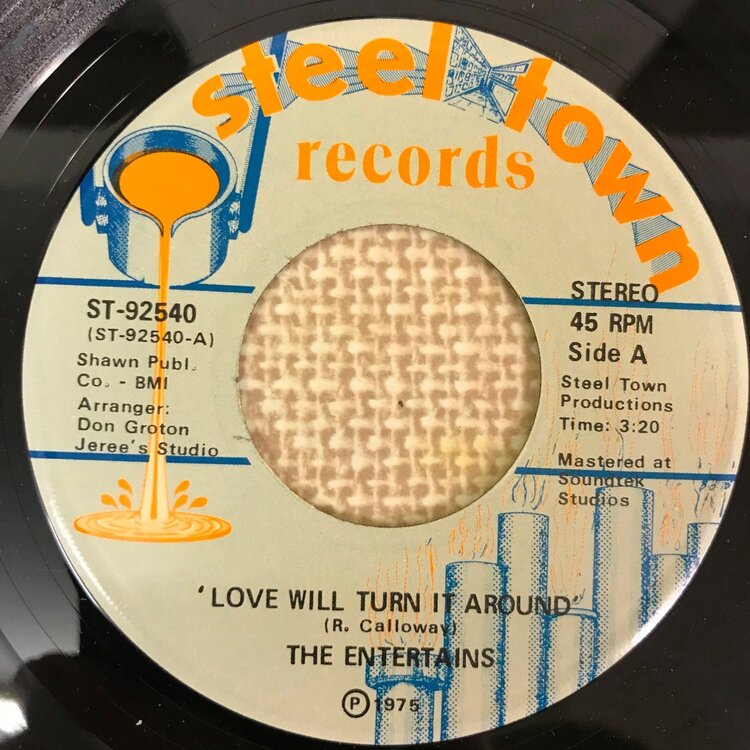 steel town
records
ST-92540
(ST-92540-A)
Shawn Publ.
Co. - BMI
Arranger:
Don Groton
Jeree's Studio
STEREO
45 RPM
Side A
Steel Town
Productions
Time: 3:20
Mastered at
Soundtek
Studios
'LOVE WILL TURN IT AROUND'
(R. Calloway)
THE ENTERTAINS
Ⓟ 1975